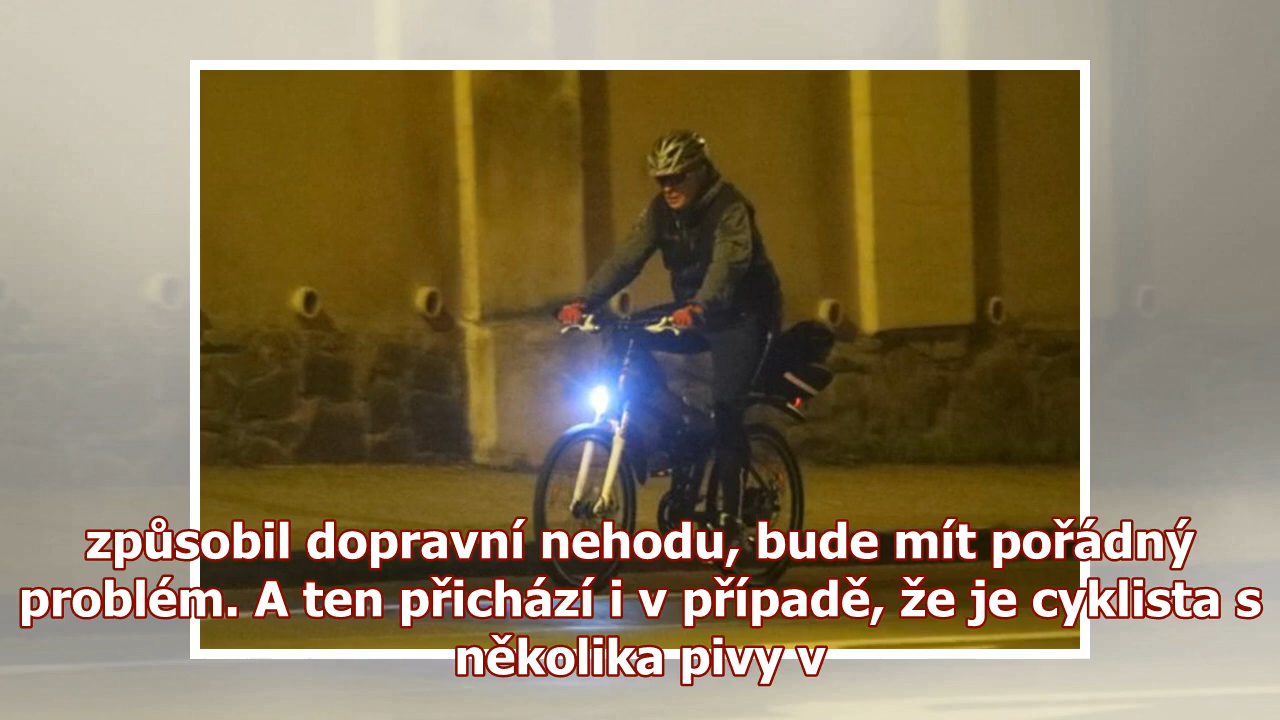 způsobil dopravní nehodu, bude mít pořádný
problém. A ten přichází i v případě, že je cyklista s
několika pivy v